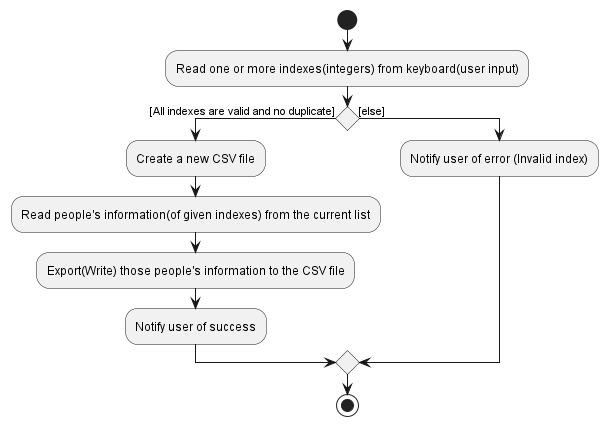 Read one or more indexes(integers) from keyboard(user input)
[All indexes are valid and no duplicate]
[else]
Create a new CSV file
Notify user of error (Invalid index)
Read people's information(of given indexes) from the current list
Export(Write) those people's information to the CSV file
Notify user of success